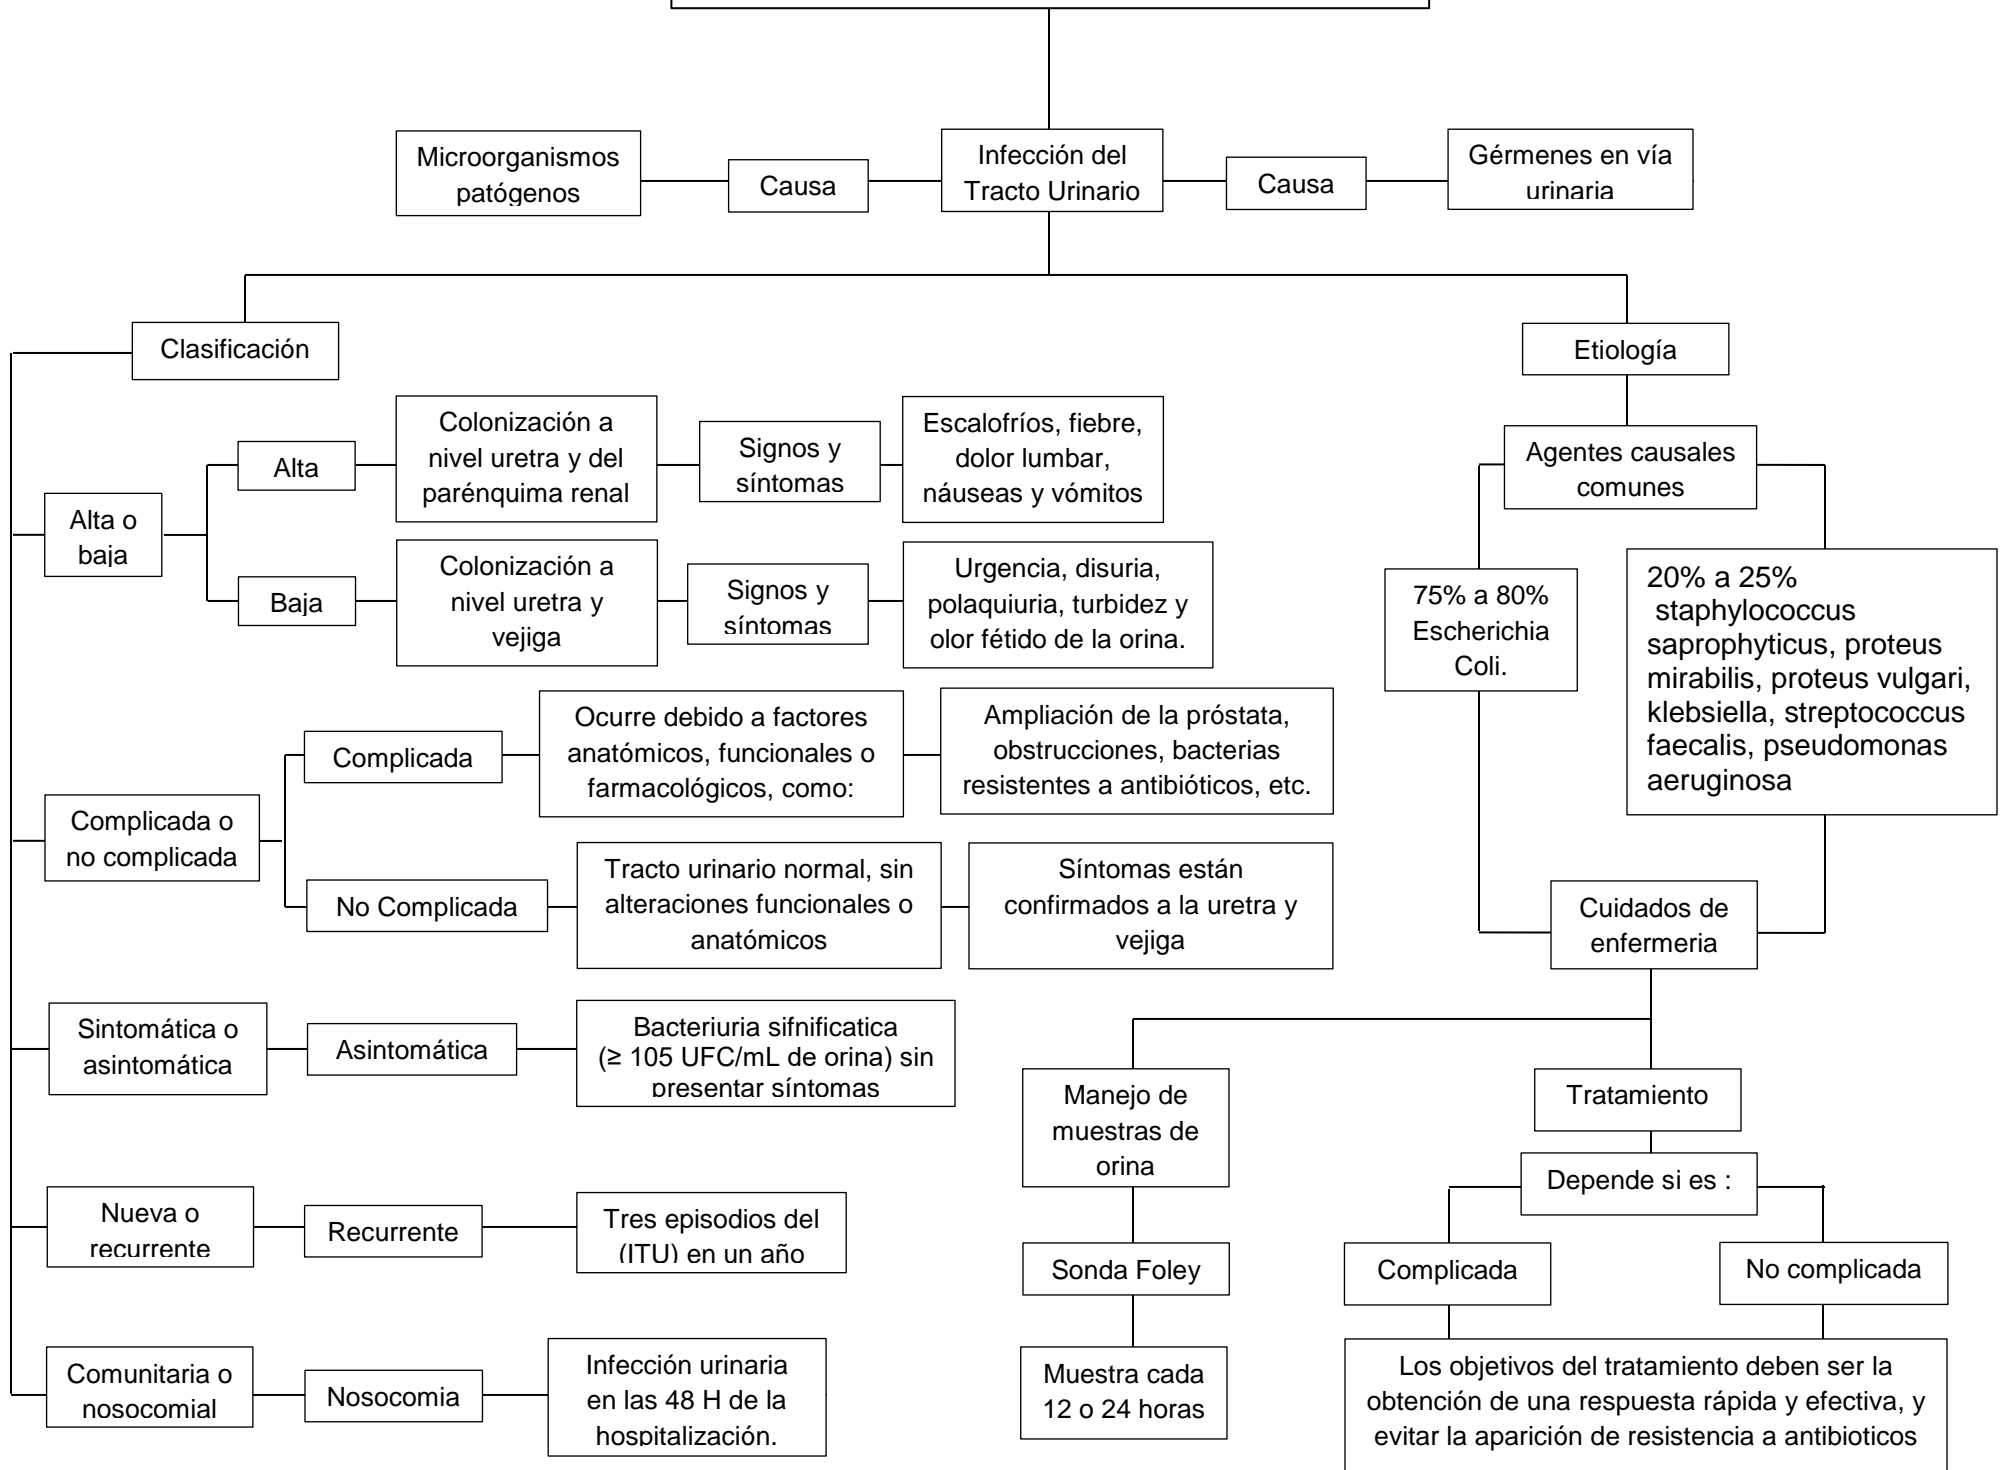 Microorganismos
patógenos
Causa
Infección del
Tracto Urinario
Causa
Gérmenes en vía
urinaria
Clasificación
Etiología
Alta o
baja
Alta
Colonización a
nivel uretra y del
parénquima renal
Signos y
síntomas
Escalofríos, fiebre,
dolor lumbar,
náuseas y vómitos
Baja
Colonización a
nivel uretra y
vejiga
Signos y
síntomas
Urgencia, disuria,
polaquiuria, turbidez y
olor fétido de la orina.
Agentes causales
comunes
75% a 80%
Escherichia
Coli.
20% a 25%
staphylococcus
saprophyticus, proteus
mirabilis, proteus vulgari,
klebsiella, streptococcus
faecalis, pseudomonas
aeruginosa
Complicada o
no complicada
Complicada
Ocurre debido a factores
anatómicos, funcionales o
farmacológicos, como:
Ampliación de la próstata,
obstrucciones, bacterias
resistentes a antibióticos, etc.
No Complicada
Tracto urinario normal, sin
alteraciones funcionales o
anatómicos
Síntomas están
confirmados a la uretra y
vejiga
Cuidados de
enfermeria
Sintomática o
asintomática
Asintomática
Bacteriuria sifnificatica
(≥ 105 UFC/mL de orina) sin
presentar síntomas
Manejo de
muestras de
orina
Tratamiento
Depende si es :
Nueva o
recurrente
Recurrente
Tres episodios del
(ITU) en un año
Sonda Foley
Complicada
No complicada
Comunitaria o
nosocomial
Nosocomia
Infección urinaria
en las 48 H de la
hospitalización.
Muestra cada
12 o 24 horas
Los objetivos del tratamiento deben ser la
obtención de una respuesta rápida y efectiva, y
evitar la aparición de resistencia a antibioticos